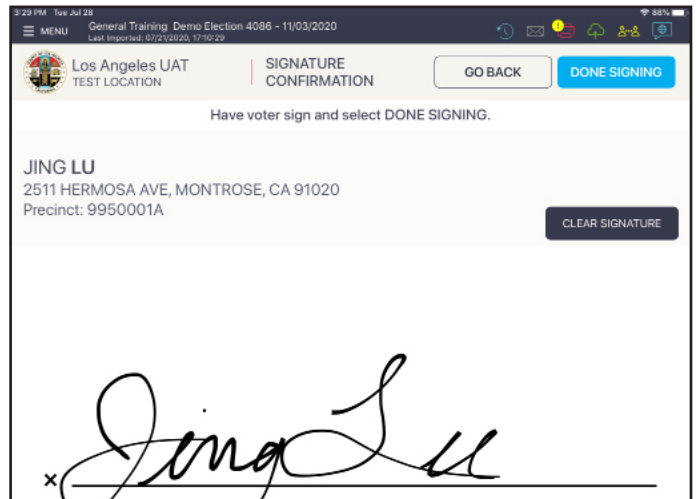 3:29 PM Tue Jul 28
88%
MENU
General Training Demo Election 4086 - 11/03/2020
Last Imported: 07/21/2020, 17:10:29
Los Angeles UAT
TEST LOCATION
SIGNATURE
CONFIRMATION
GO BACK
DONE SIGNING
Have voter sign and select DONE SIGNING.
JING LU
2511 HERMOSA AVE, MONTROSE, CA 91020
Precinct: 9950001A
CLEAR SIGNATURE
Jing Lu
×